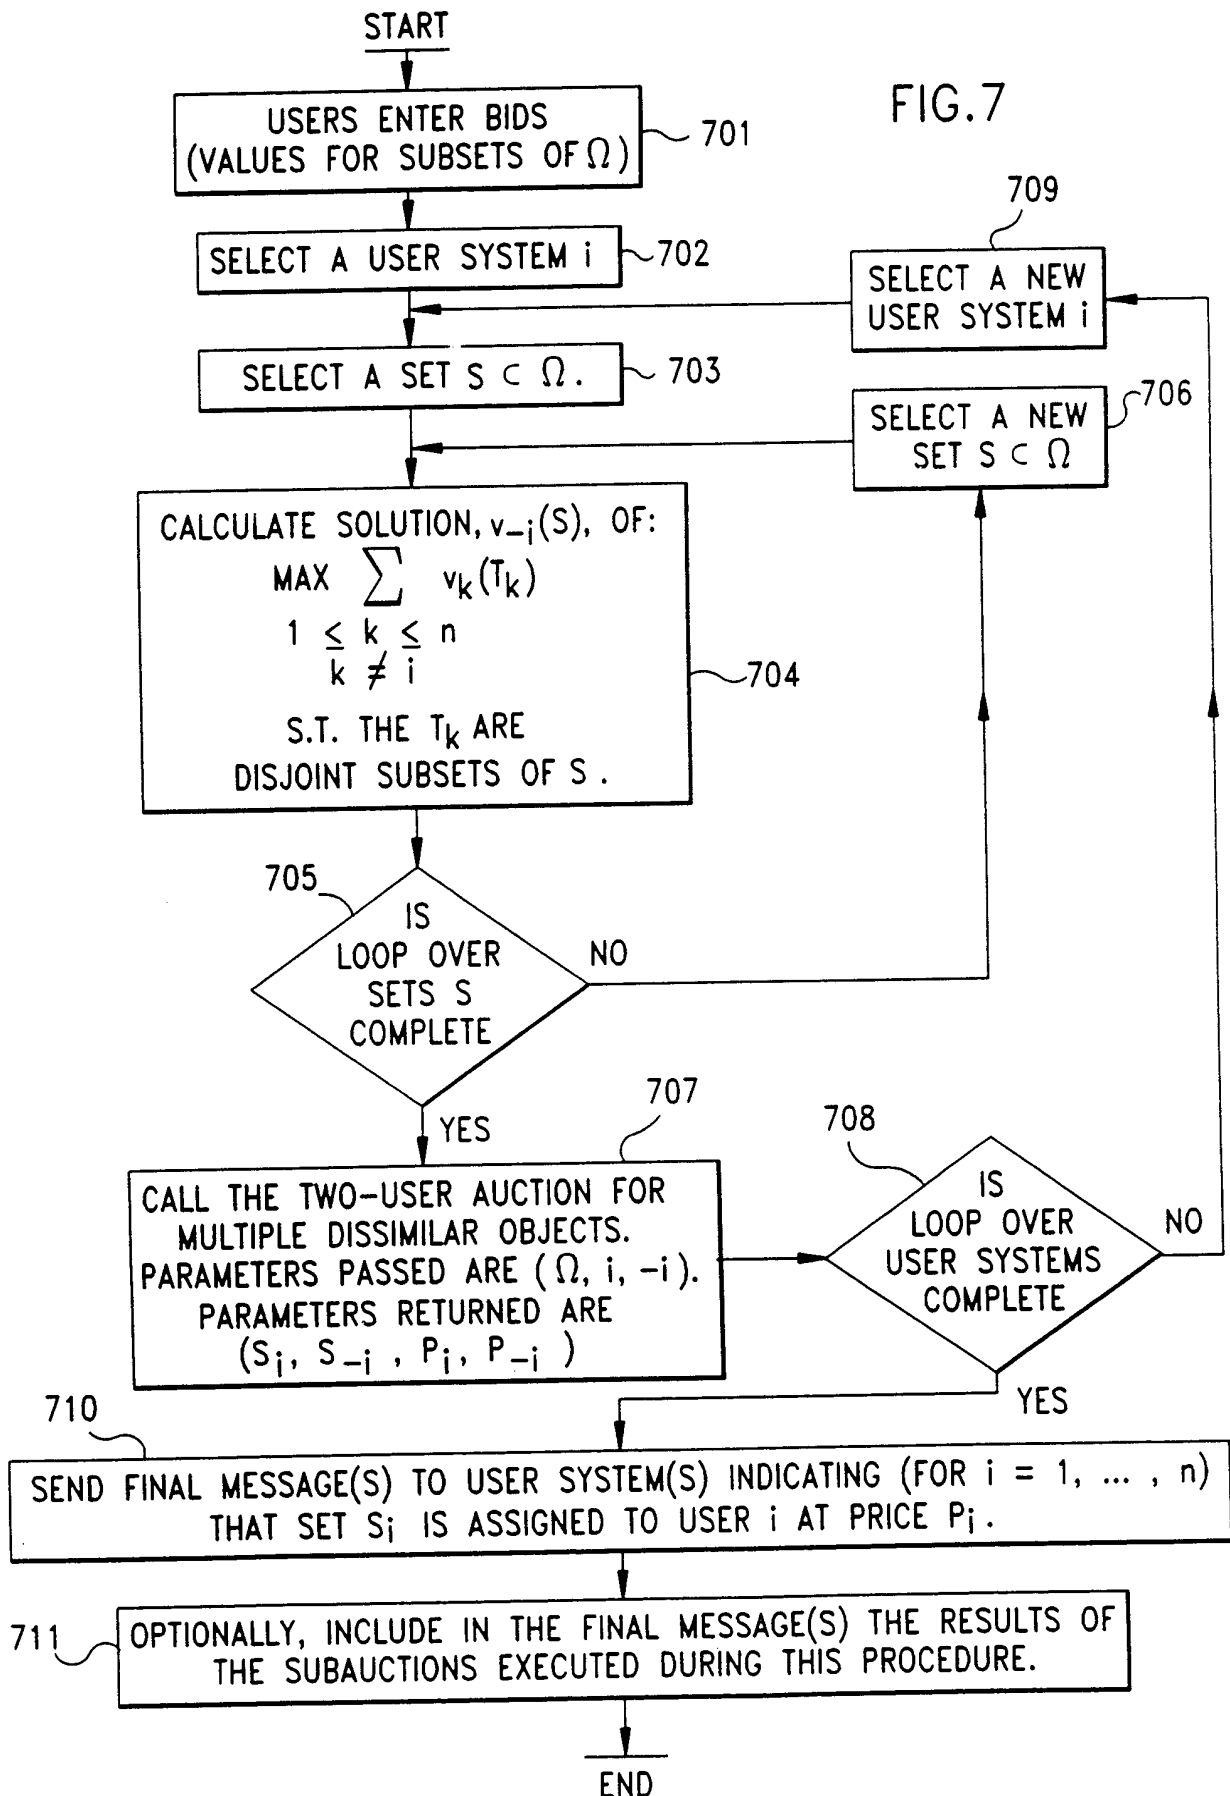 START
FIG.7
USERS ENTER BIDS
(VALUES FOR SUBSETS OF Ω)
701
SELECT A USER SYSTEM i
702
709
SELECT A NEW
USER SYSTEM i
SELECT A SET S ⊂ Ω.
703
706
SELECT A NEW
SET S ⊂ Ω
CALCULATE SOLUTION, v₋ᵢ(S), OF:
MAX ∑ vₖ(Tₖ)
1 ≤ k ≤ n
k ≠ i
S.T. THE Tₖ ARE
DISJOINT SUBSETS OF S.
704
705
IS
LOOP OVER
SETS S
COMPLETE
NO
YES
707
CALL THE TWO-USER AUCTION FOR
MULTIPLE DISSIMILAR OBJECTS.
PARAMETERS PASSED ARE (Ω, i, -i).
PARAMETERS RETURNED ARE
(Sᵢ, S₋ᵢ, Pᵢ, P₋ᵢ)
708
IS
LOOP OVER
USER SYSTEMS
COMPLETE
NO
YES
710
SEND FINAL MESSAGE(S) TO USER SYSTEM(S) INDICATING (FOR i = 1, ... , n)
THAT SET Sᵢ IS ASSIGNED TO USER i AT PRICE Pᵢ.
711
OPTIONALLY, INCLUDE IN THE FINAL MESSAGE(S) THE RESULTS OF
THE SUBAUCTIONS EXECUTED DURING THIS PROCEDURE.
END